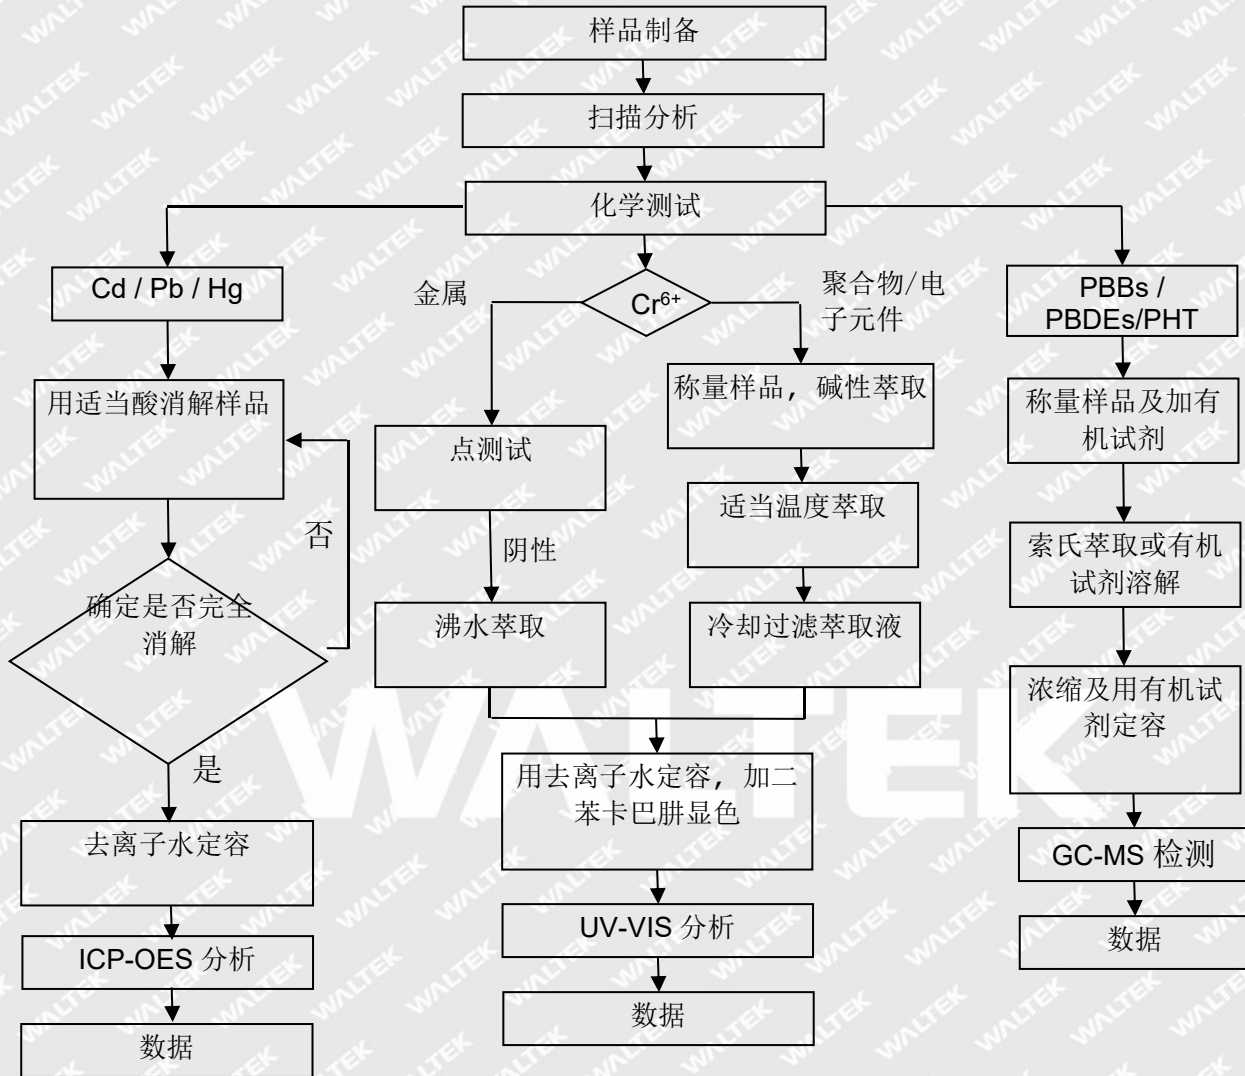 样品制备
扫描分析
化学测试
Cd / Pb / Hg
用适当酸消解样品
否
确定是否完全
消解
是
去离子水定容
ICP-OES 分析
数据
Cr6+
金属
点测试
阴性
沸水萃取
聚合物/电
子元件
称量样品，碱性萃取
适当温度萃取
冷却过滤萃取液
用去离子水定容，加二
苯卡巴肼显色
UV-VIS 分析
数据
PBBs /
PBDEs/PHT
称量样品及加有
机试剂
索氏萃取或有机
试剂溶解
浓缩及用有机试
剂定容
GC-MS 检测
数据
WALTEK